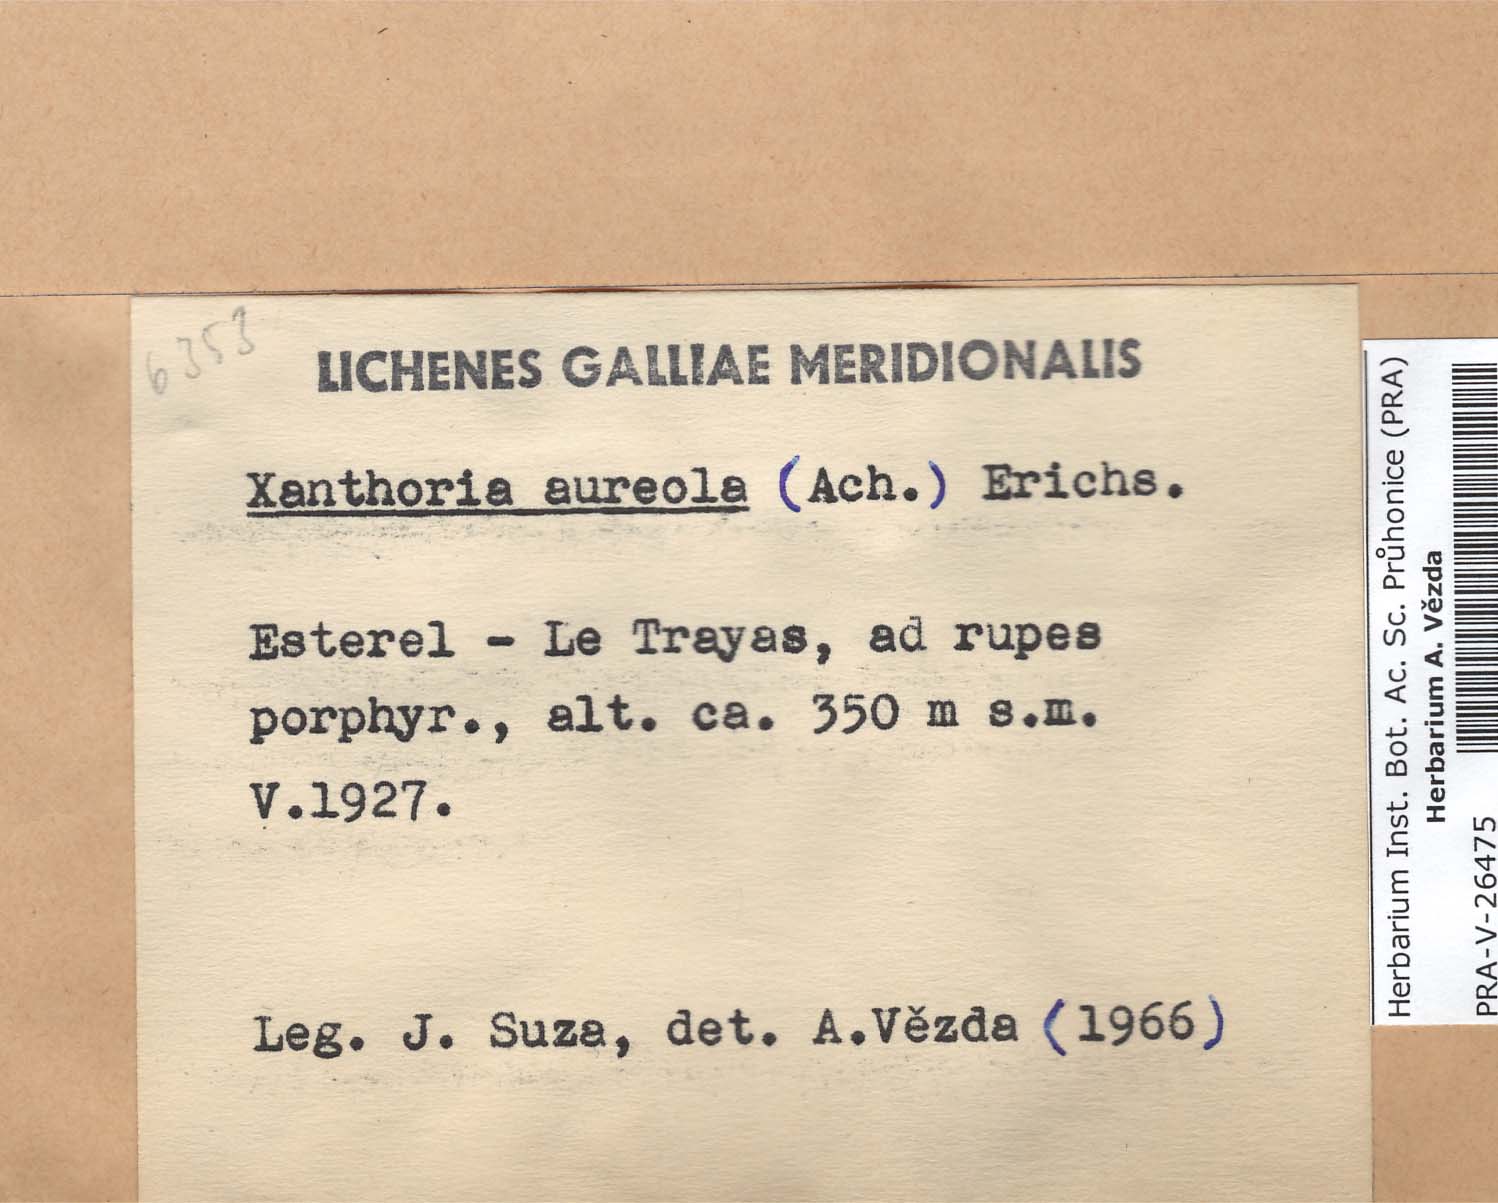 6353
LICHENES GALLIAE MERIDIONALIS
Xanthoria aureola (Ach.) Erichs.
Esterel - Le Trayas, ad rupes
porphyr., alt. ca. 350 m s.m.
V.1927.
Leg. J. Suza, det. A.Vězda (1966)
Herbarium Inst. Bot. Ac. Sc. Průhonice (PRA)
Herbarium A. Vězda
PRA-V-26475